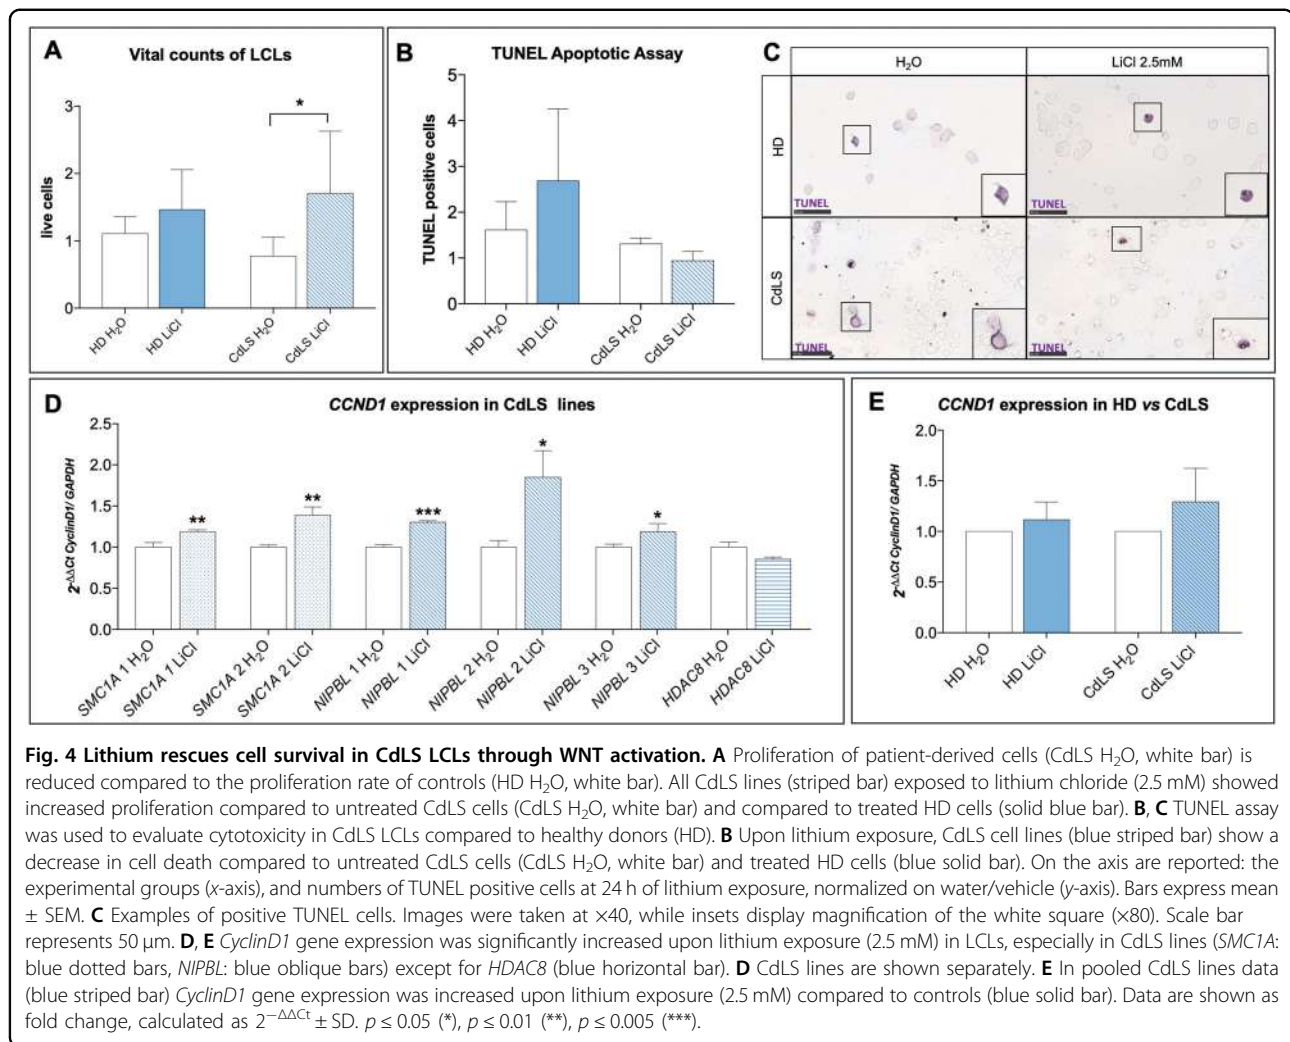 A
Vital counts of LCLs
live cells
3
2
1
0
*
HD H₂O
HD LiCl
CdLS H₂O
CdLS LiCl
B
TUNEL Apoptotic Assay
TUNEL positive cells
5
4
3
2
1
0
HD H₂O
HD LiCl
CdLS H₂O
CdLS LiCl
C
H₂O
LiCl 2.5mM
HD
CdLS
TUNEL
TUNEL
TUNEL
TUNEL
D
CCND1 expression in CdLS lines
2^-ΔΔCt CyclinD1/ GAPDH
2.5
2.0
1.5
1.0
0.5
0.0
**
**
***
*
*
SMC1A 1 H₂O
SMC1A 1 LiCl
SMC1A 2 H₂O
SMC1A 2 LiCl
NIPBL 1 H₂O
NIPBL 1 LiCl
NIPBL 2 H₂O
NIPBL 2 LiCl
NIPBL 3 H₂O
NIPBL 3 LiCl
HDAC8 H₂O
HDAC8 LiCl
E
CCND1 expression in HD vs CdLS
2^-ΔΔCt CyclinD1/ GAPDH
2.0
1.5
1.0
0.5
0.0
HD H₂O
HD LiCl
CdLS H₂O
CdLS LiCl
Fig. 4 Lithium rescues cell survival in CdLS LCLs through WNT activation. A Proliferation of patient-derived cells (CdLS H₂O, white bar) is
reduced compared to the proliferation rate of controls (HD H₂O, white bar). All CdLS lines (striped bar) exposed to lithium chloride (2.5 mM) showed
increased proliferation compared to untreated CdLS cells (CdLS H₂O, white bar) and compared to treated HD cells (solid blue bar). B, C TUNEL assay
was used to evaluate cytotoxicity in CdLS LCLs compared to healthy donors (HD). B Upon lithium exposure, CdLS cell lines (blue striped bar) show a
decrease in cell death compared to untreated CdLS cells (CdLS H₂O, white bar) and treated HD cells (blue solid bar). On the axis are reported: the
experimental groups (x-axis), and numbers of TUNEL positive cells at 24 h of lithium exposure, normalized on water/vehicle (y-axis). Bars express mean
± SEM. C Examples of positive TUNEL cells. Images were taken at ×40, while insets display magnification of the white square (×80). Scale bar
represents 50 μm. D, E CyclinD1 gene expression was significantly increased upon lithium exposure (2.5 mM) in LCLs, especially in CdLS lines (SMC1A:
blue dotted bars, NIPBL: blue oblique bars) except for HDAC8 (blue horizontal bar). D CdLS lines are shown separately. E In pooled CdLS lines data
(blue striped bar) CyclinD1 gene expression was increased upon lithium exposure (2.5 mM) compared to controls (blue solid bar). Data are shown as
fold change, calculated as 2^−ΔΔCt ± SD. p ≤ 0.05 (*), p ≤ 0.01 (**), p ≤ 0.005 (***).